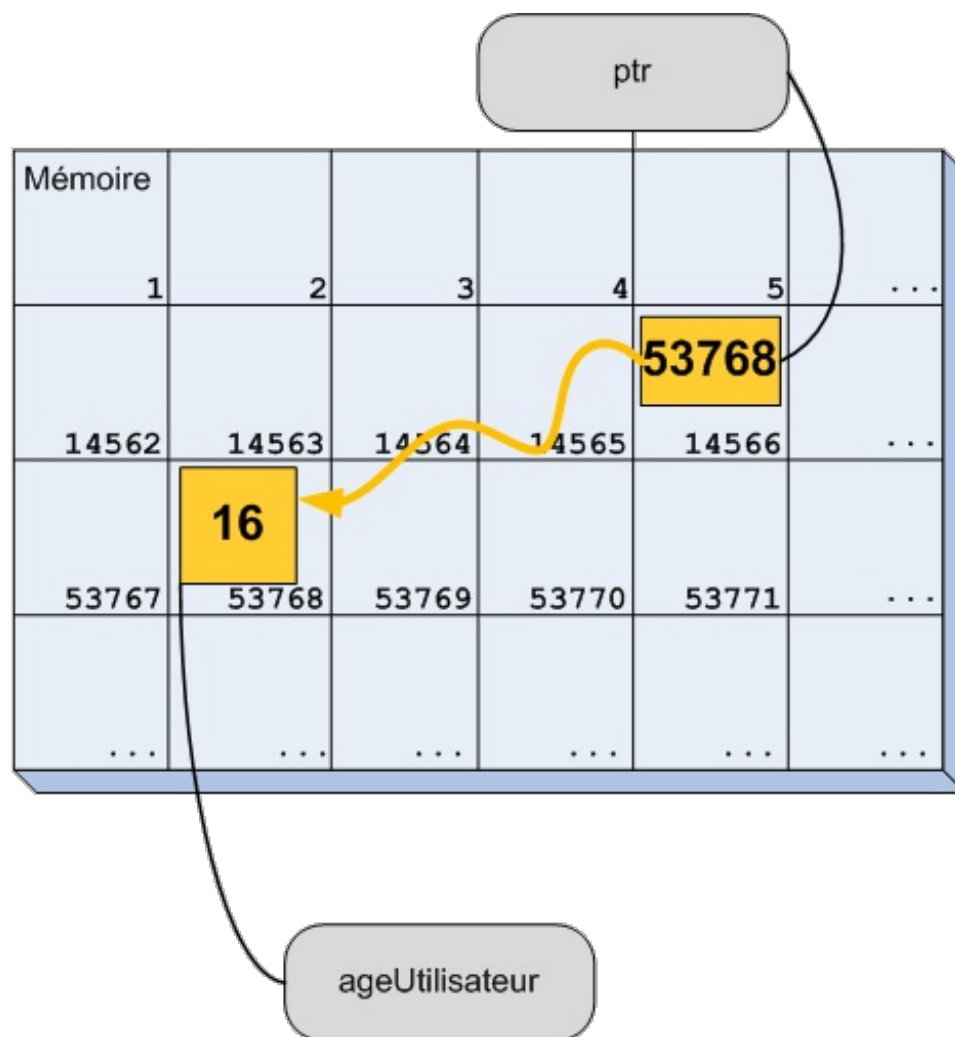 ptr
Mémoire
1 2 3 4 5 ...
53768
14562 14563 14564 14565 14566 ...
16
53767 53768 53769 53770 53771 ...
... ... ... ... ... ...
ageUtilisateur